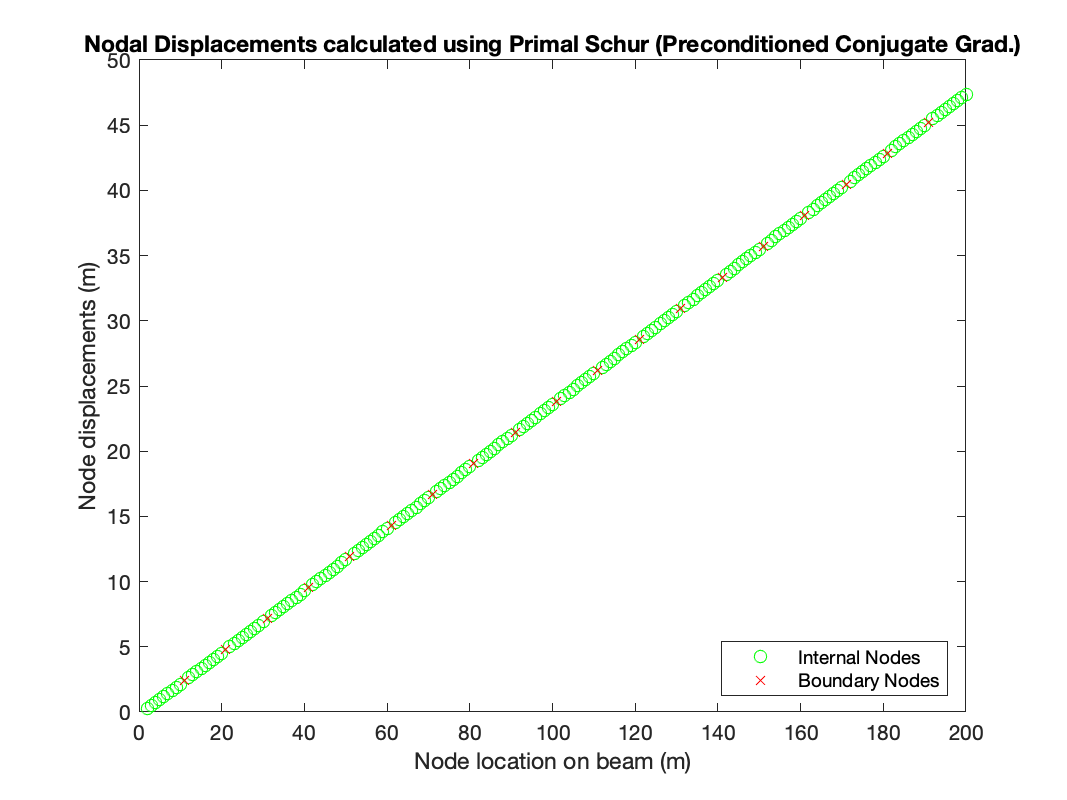 Nodal Displacements calculated using Primal Schur (Preconditioned Conjugate Grad.)
50
45
40
35
30
25
20
15
10
5
0
Node displacements (m)
Internal Nodes
Boundary Nodes
0 20 40 60 80 100 120 140 160 180 200
Node location on beam (m)